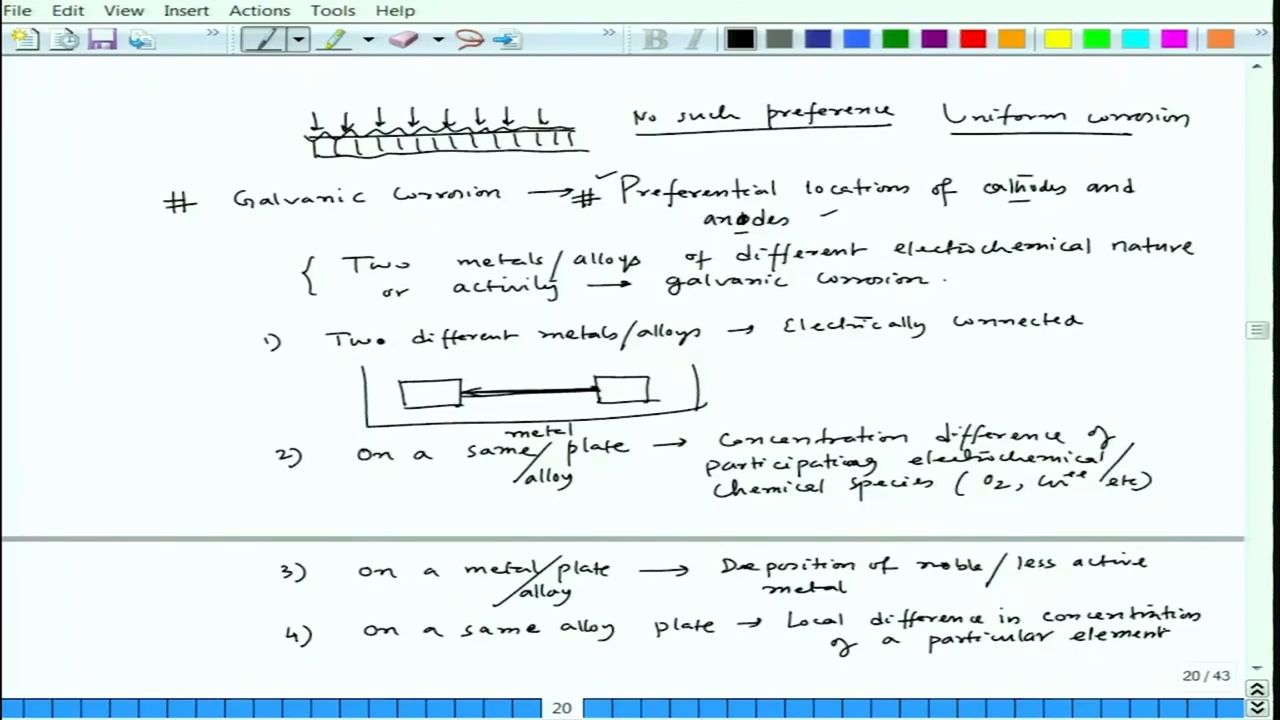 File Edit View Insert Actions Tools Help
No such preference Uniform corrosion
# Galvanic corrosion → # Preferential locations of cathodes and
anodes
{ Two metals/alloys of different electrochemical nature
or activity → galvanic corrosion.
1) Two different metals/alloys → Electrically connected
2) On a same metal/alloy plate → Concentration difference of
participating electrochemical/
chemical species (O2, Cu++ etc)
3) On a metal/alloy plate → Deposition of noble/less active
metal
4) On a same alloy plate → Local difference in concentration
of a particular element
20/43
20